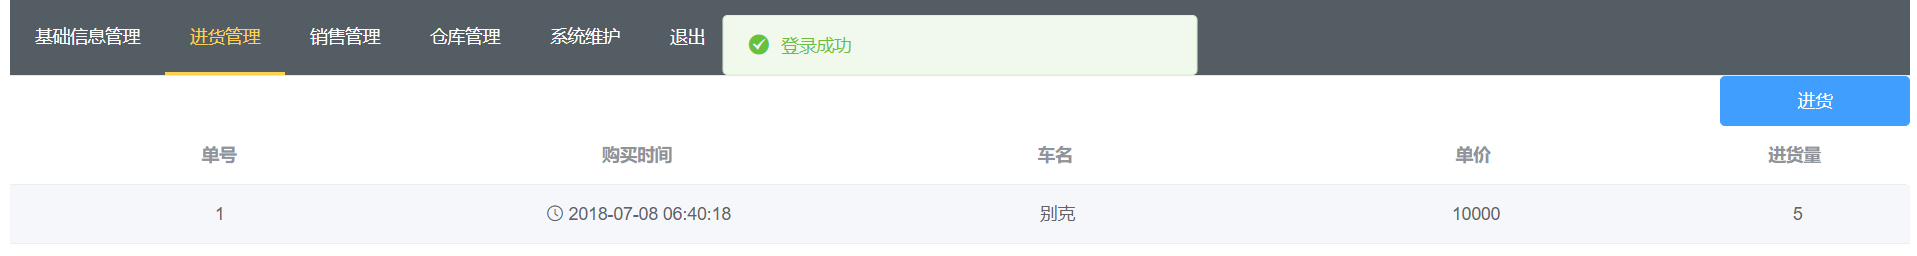 基础信息管理 进货管理 销售管理 仓库管理 系统维护 退出 登录成功
进货
单号 购买时间 车名 单价 进货量
1 2018-07-08 06:40:18 别克 10000 5